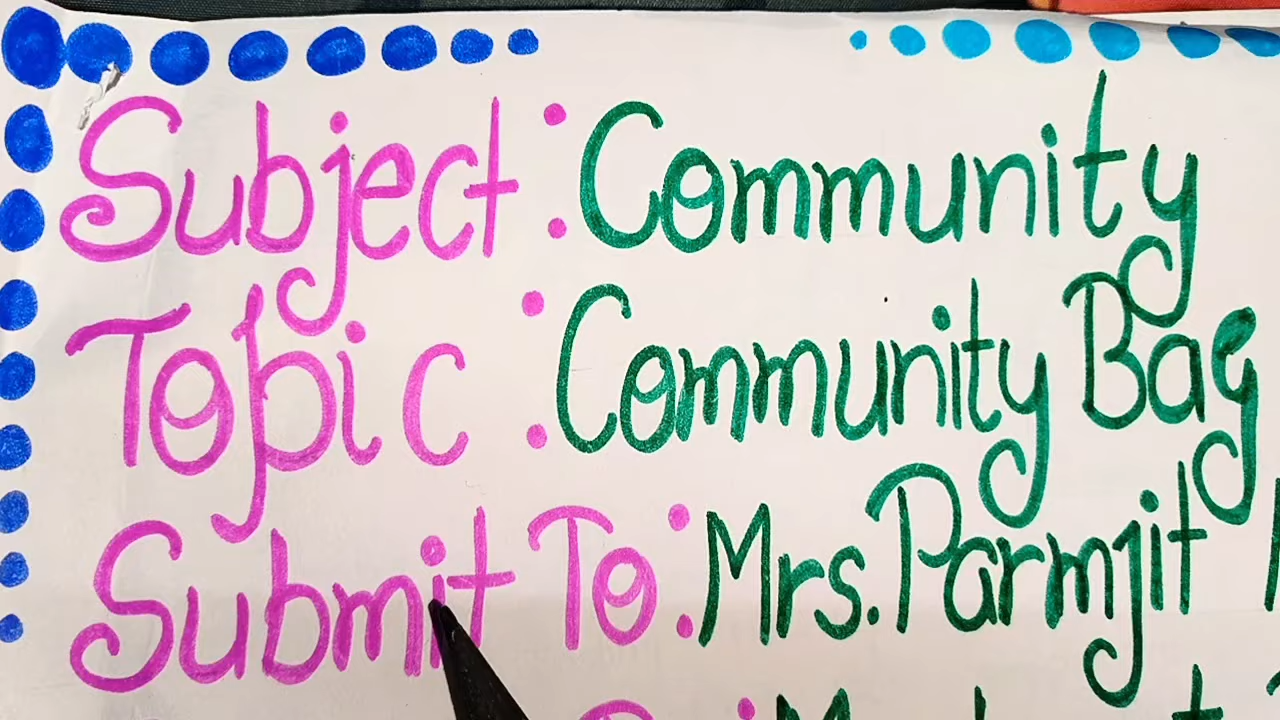 Subject : Community
Topic : Community Bag
Submit To : Mrs. Parmjit